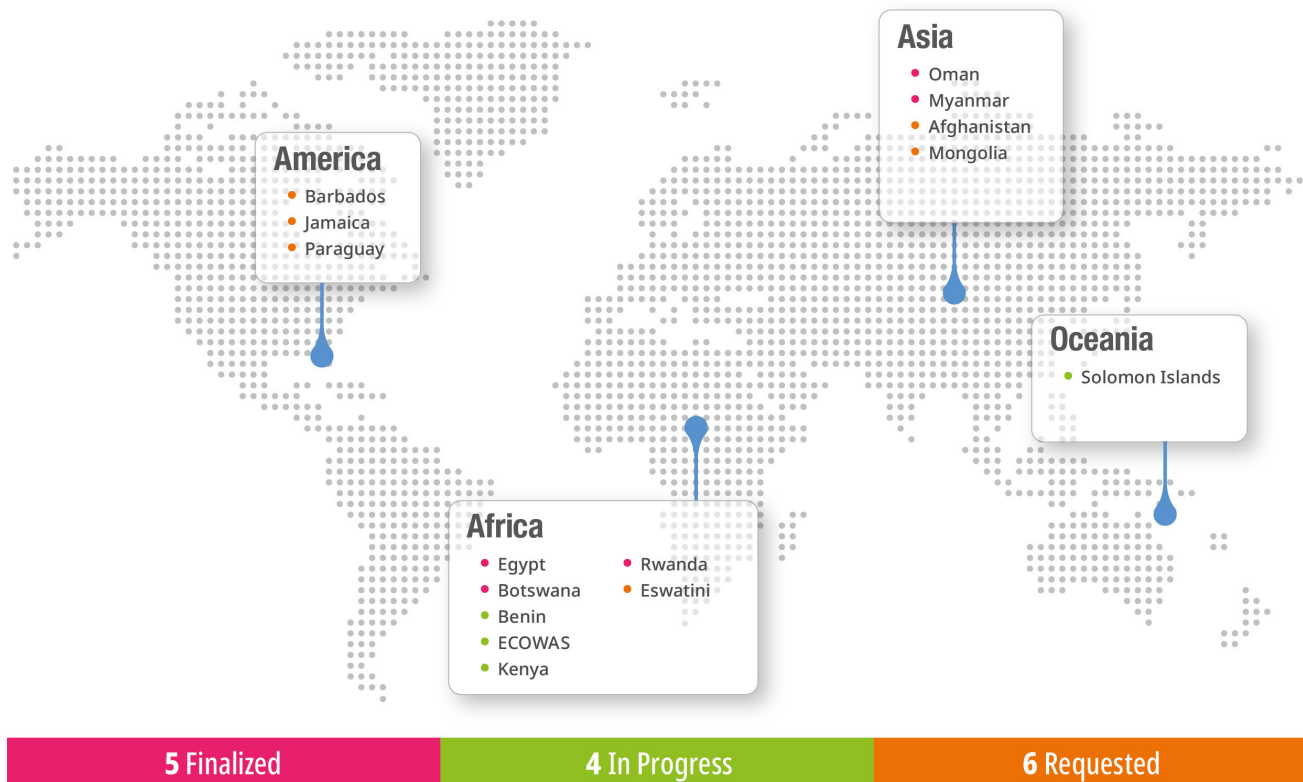 Asia
Oman
Myanmar
Afghanistan
Mongolia
America
Barbados
Jamaica
Paraguay
Oceania
Solomon Islands
Africa
Egypt
Botswana
Benin
ECOWAS
Kenya
Rwanda
Eswatini
5 Finalized
4 In Progress
6 Requested